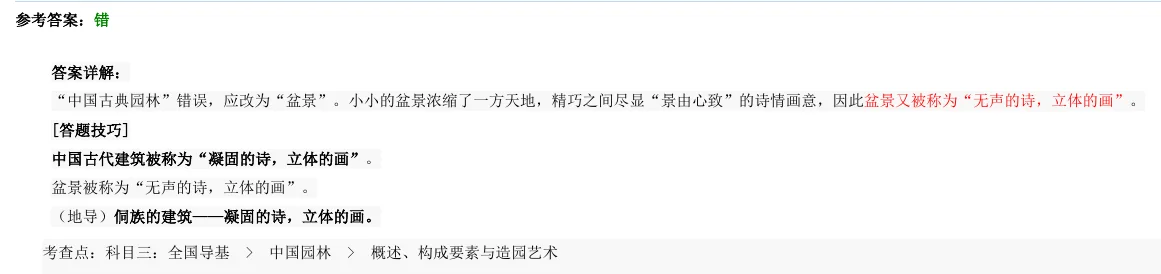 参考答案：错
答案详解：
“中国古典园林”错误，应改为“盆景”。小小的盆景浓缩了一方天地，精巧之间尽显“景由心致”的诗情画意，因此盆景又被称为“无声的诗，立体的画”。
[答题技巧]
中国古代建筑被称为“凝固的诗，立体的画”。
盆景被称为“无声的诗，立体的画”。
（地导）侗族的建筑——凝固的诗，立体的画。
考查点：科目三：全国导基 > 中国园林 > 概述、构成要素与造园艺术